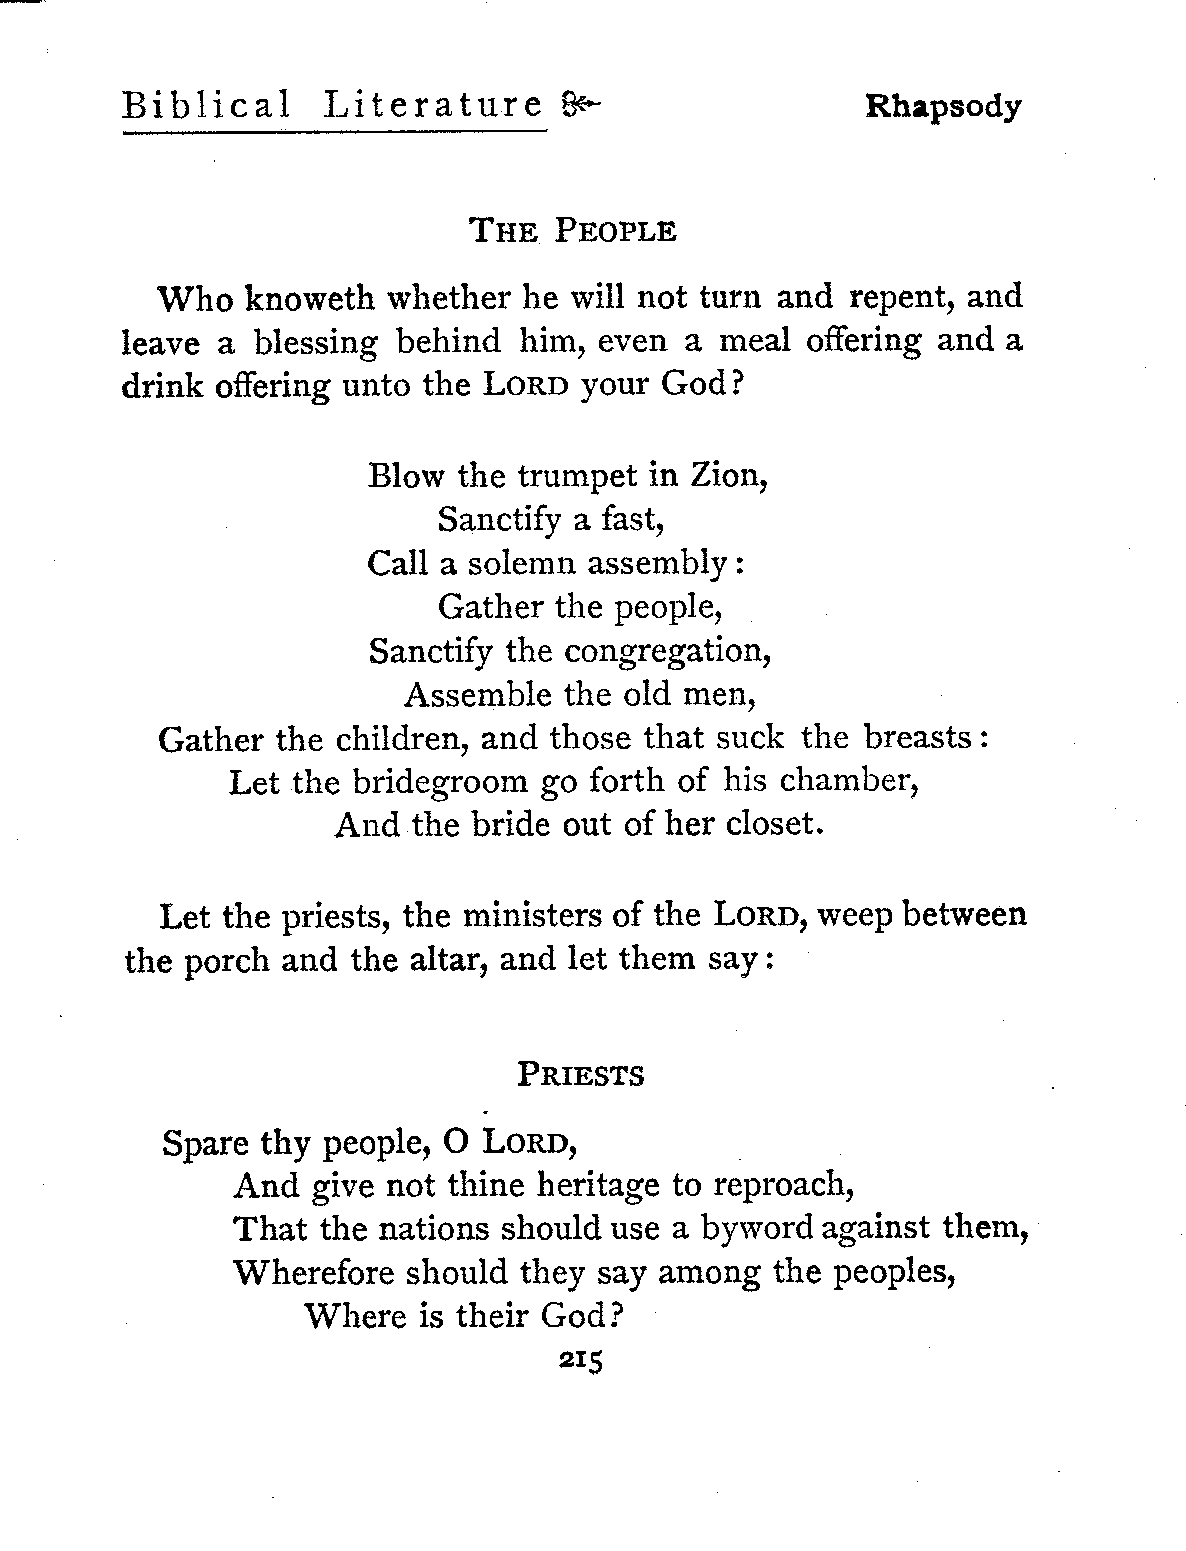 Biblical Literature Rhapsody
THE PEOPLE
Who knoweth whether he will not turn and repent, and
leave a blessing behind him, even a meal offering and a
drink offering unto the LORD your God?
Blow the trumpet in Zion,
Sanctify a fast,
Call a solemn assembly:
Gather the people,
Sanctify the congregation,
Assemble the old men,
Gather the children, and those that suck the breasts:
Let the bridegroom go forth of his chamber,
And the bride out of her closet.
Let the priests, the ministers of the LORD, weep between
the porch and the altar, and let them say:
PRIESTS
Spare thy people, O LORD,
And give not thine heritage to reproach,
That the nations should use a byword against them,
Wherefore should they say among the peoples,
Where is their God?
215